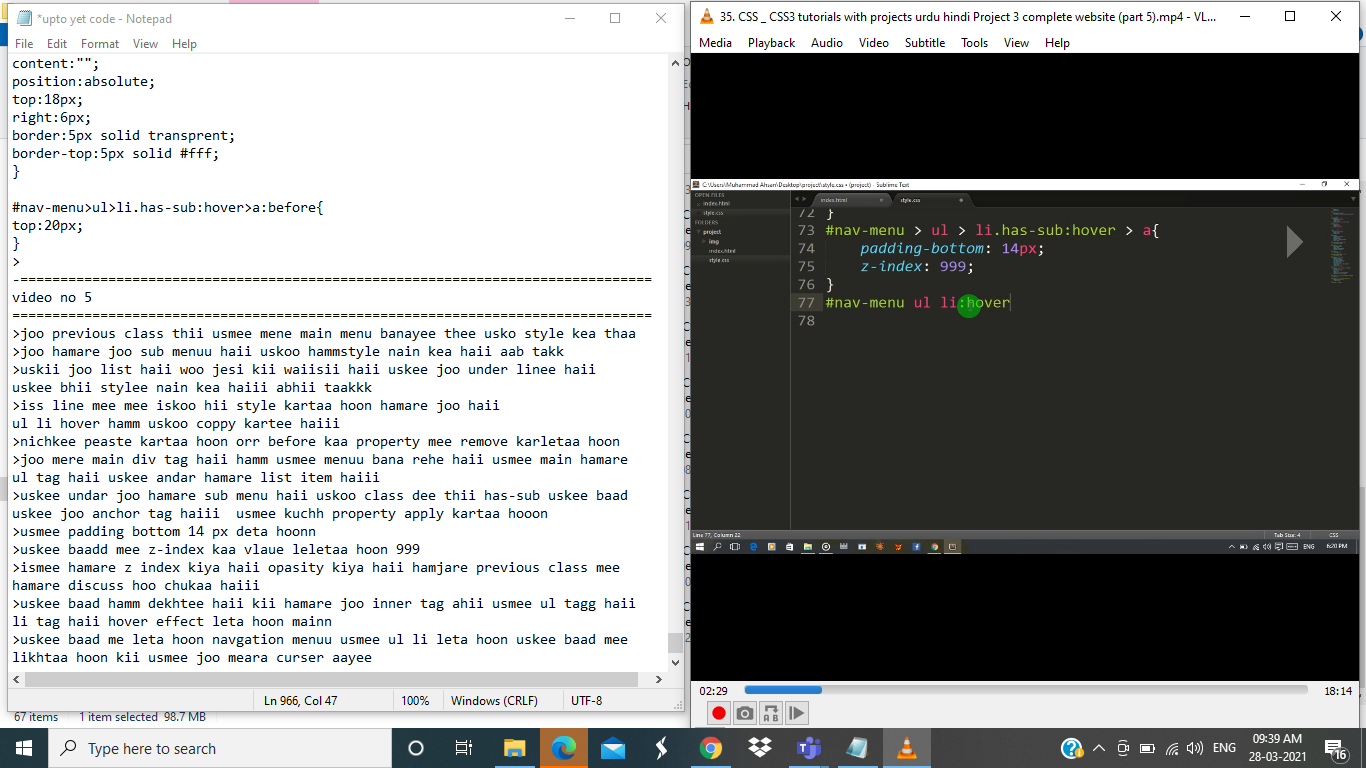 *upto yet code - Notepad
File Edit Format View Help
content:"";
position:absolute;
top:18px;
right:6px;
border:5px solid transprent;
border-top:5px solid #fff;
}
#nav-menu>ul>li.has-sub:hover>a:before{
top:20px;
}
>
-=========================================================================
video no 5
==========================================================================
>joo previous class thii usmee mene main menu banayee thee usko style kea thaa
>joo hamare joo sub menuu haii uskoo hammstyle nain kea haii aab takk
>uskii joo list haii woo jesi kii waiisii haii uskee joo under linee haii
uskee bhii stylee nain kea haiii abhii taakkk
>iss line mee mee iskoo hii style kartaa hoon hamare joo haii
ul li hover hamm uskoo coppy kartee haiii
>nichkee peaste kartaa hoon orr before kaa property mee remove karletaa hoon
>joo mere main div tag haii hamm usmee menuu bana rehe haii usmee main hamare
ul tag haii uskee andar hamare list item haiii
>uskee undar joo hamare sub menu haii uskoo class dee thii has-sub uskee baad
uskee joo anchor tag haiii  usmee kuchh property apply kartaa hooon
>usmee padding bottom 14 px deta hoonn
>uskee baadd mee z-index kaa vlaue leletaa hoon 999
>ismee hamare z index kiya haii opasity kiya haii hamjare previous class mee
hamare discuss hoo chukaa haiii
>uskee baad hamm dekhtee haii kii hamare joo inner tag ahii usmee ul tagg haii
li tag haii hover effect leta hoon mainn
>uskee baad me leta hoon navgation menuu usmee ul li leta hoon uskee baad mee
likhtaa hoon kii usmee joo meara curser aayee
Ln 966, Col 47 100% Windows (CRLF) UTF-8
67 items 1 item selected 98.7 MB
35. CSS _ CSS3 tutorials with projects urdu hindi Project 3 complete website (part 5).mp4 - VL...
Media Playback Audio Video Subtitle Tools View Help
C:\Users\Muhammad Ahsan\Desktop\project\style.css • (project) - Sublime Text
OPEN FILES
index.html
style.css
FOLDERS
project
img
index.html
style.css
index.html style.css
72 }
73 #nav-menu > ul > li.has-sub:hover > a{
74 padding-bottom: 14px;
75 z-index: 999;
76 }
77 #nav-menu ul li:hover
78
Line 77, Column 22 Tab Size: 4 CSS
ENG 6:20 PM
02:29 18:14
Type here to search
ENG
09:39 AM
28-03-2021
16